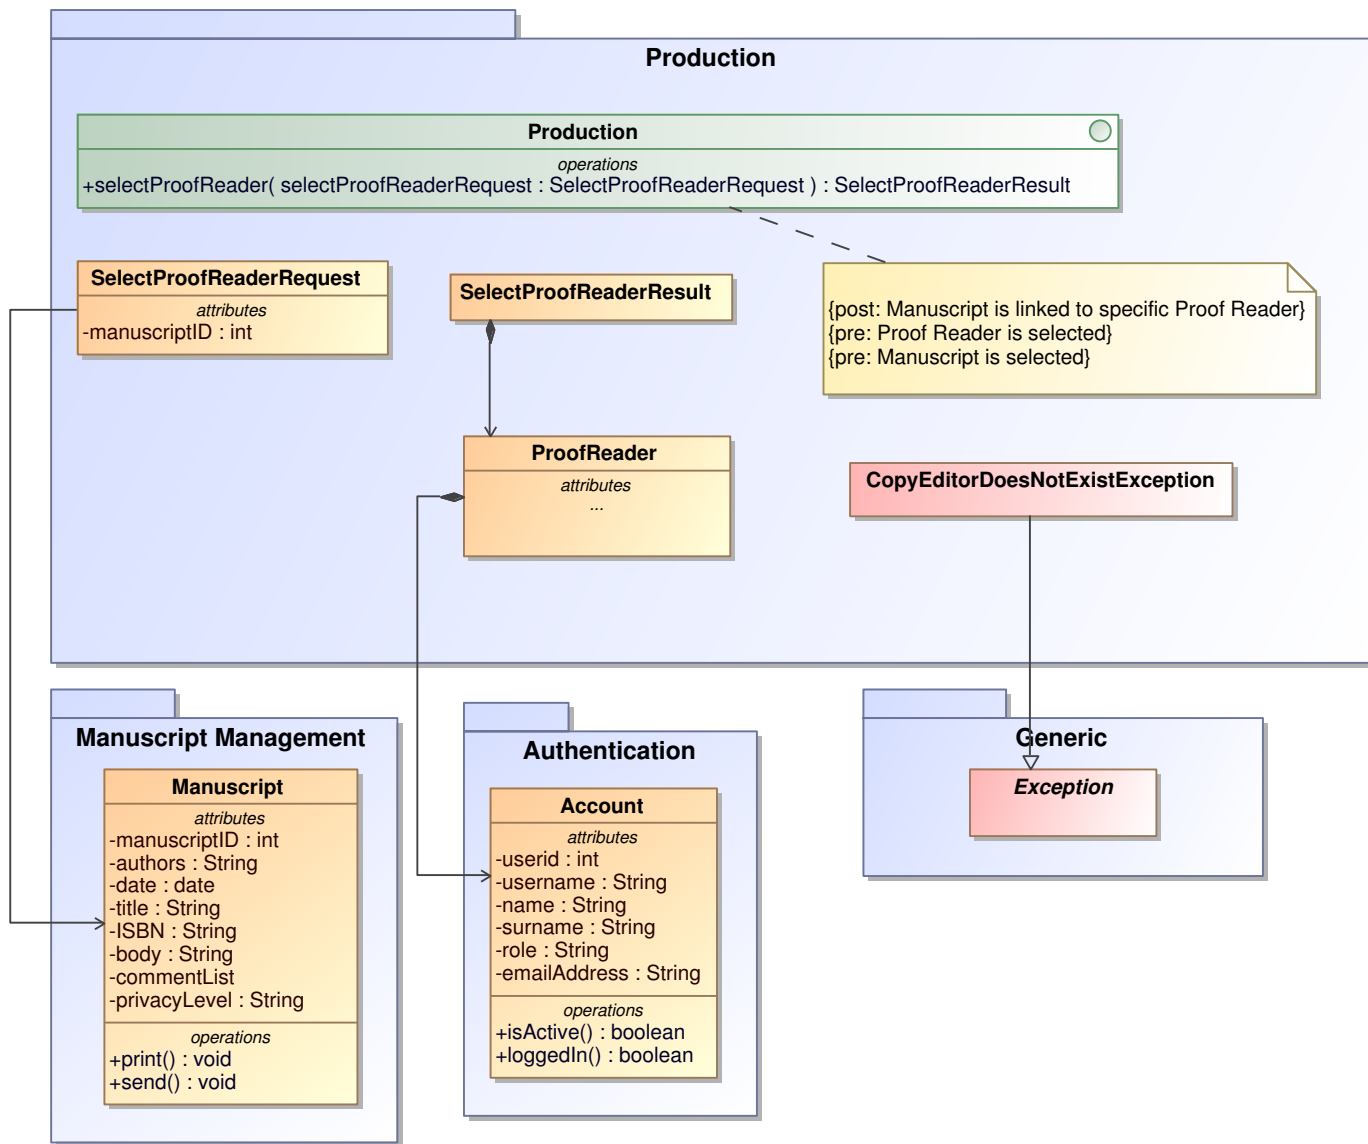 Production
Production
operations
+selectProofReader( selectProofReaderRequest : SelectProofReaderRequest ) : SelectProofReaderResult
SelectProofReaderRequest
attributes
-manuscriptID : int
SelectProofReaderResult
{post: Manuscript is linked to specific Proof Reader}
{pre: Proof Reader is selected}
{pre: Manuscript is selected}
ProofReader
attributes
...
CopyEditorDoesNotExistException
Manuscript Management
Manuscript
attributes
-manuscriptID : int
-authors : String
-date : date
-title : String
-ISBN : String
-body : String
-commentList
-privacyLevel : String
operations
+print() : void
+send() : void
Authentication
Account
attributes
-userid : int
-username : String
-name : String
-surname : String
-role : String
-emailAddress : String
operations
+isActive() : boolean
+loggedIn() : boolean
Generic
Exception